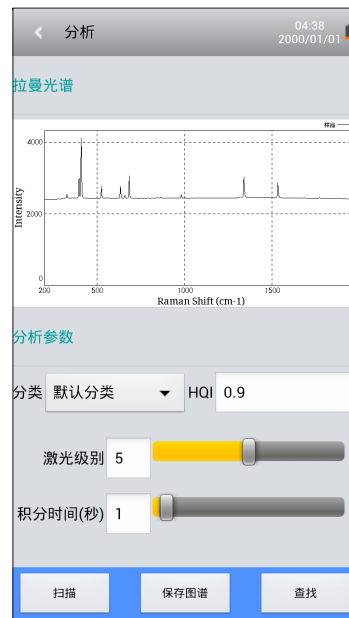 分析
04:38
2000/01/01
拉曼光谱
样品
4000
Intensity
2000
0
200 500 1000 1500
Raman Shift (cm-1)
分析参数
分类 默认分类 HQI 0.9
激光级别 5
积分时间(秒) 1
扫描 保存图谱 查找